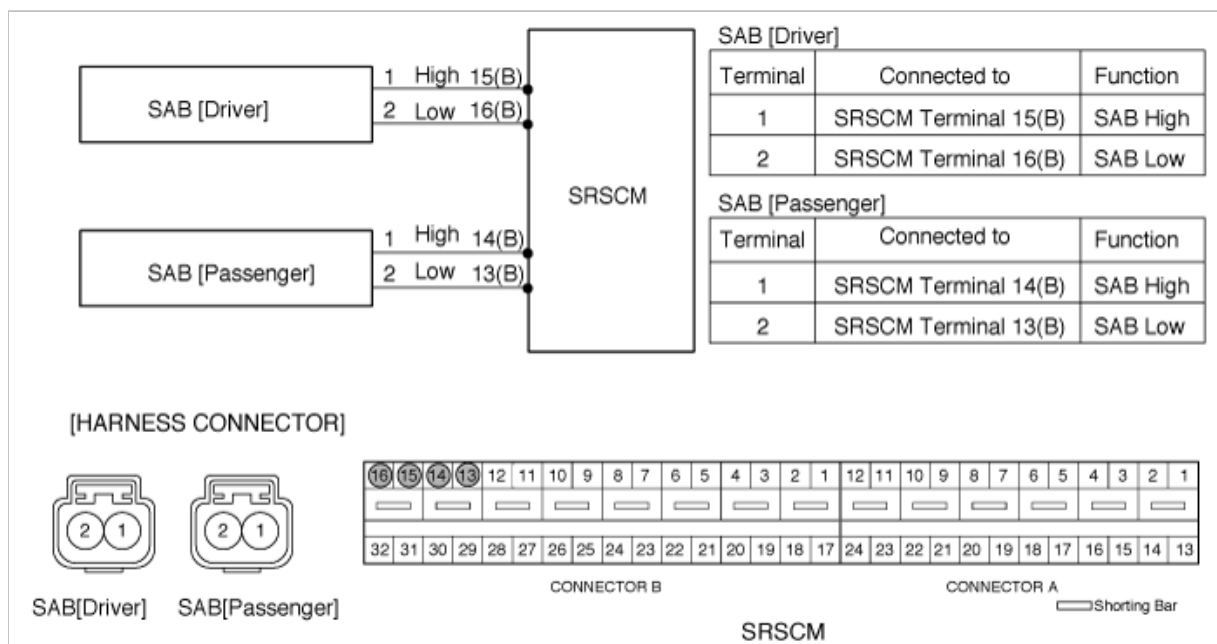 SAB [Driver]
1 High 15(B)
2 Low 16(B)
SAB [Passenger]
1 High 14(B)
2 Low 13(B)
SRSCM
SAB [Driver]
Terminal Connected to Function
1 SRSCM Terminal 15(B) SAB High
2 SRSCM Terminal 16(B) SAB Low
SAB [Passenger]
Terminal Connected to Function
1 SRSCM Terminal 14(B) SAB High
2 SRSCM Terminal 13(B) SAB Low
[HARNESS CONNECTOR]
2 1
SAB[Driver]
2 1
SAB[Passenger]
16 15 14 13 12 11 10 9 8 7 6 5 4 3 2 1 12 11 10 9 8 7 6 5 4 3 2 1
32 31 30 29 28 27 26 25 24 23 22 21 20 19 18 17 24 23 22 21 20 19 18 17 16 15 14 13
CONNECTOR B CONNECTOR A
Shorting Bar
SRSCM